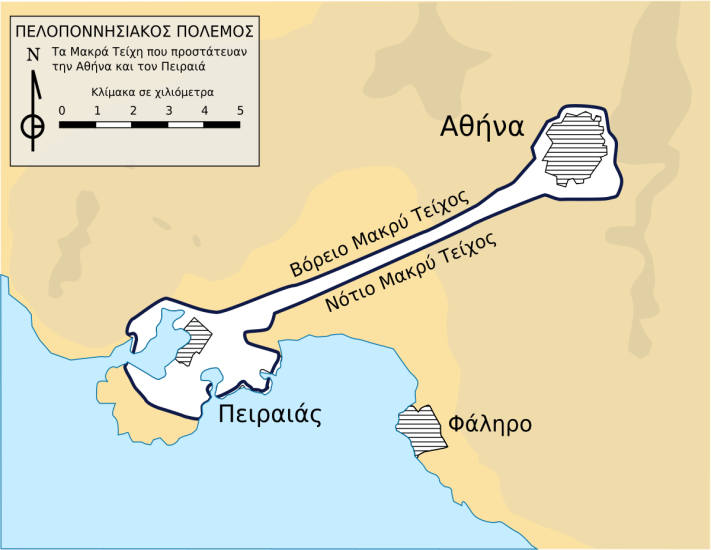 ΠΕΛΟΠΟΝΝΗΣΙΑΚΟΣ ΠΟΛΕΜΟΣ
N
Τα Μακρά Τείχη που προστάτευαν
την Αθήνα και τον Πειραιά
Κλίμακα σε χιλιόμετρα
0 1 2 3 4 5
Αθήνα
Βόρειο Μακρύ Τείχος
Νότιο Μακρύ Τείχος
Πειραιάς
Φάληρο